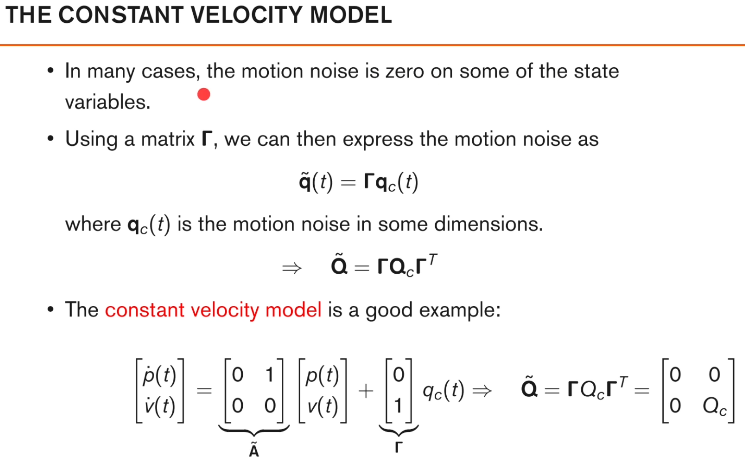 THE CONSTANT VELOCITY MODEL
• In many cases, the motion noise is zero on some of the state
variables.
• Using a matrix Γ, we can then express the motion noise as
q̃(t) = Γq_c(t)
where q_c(t) is the motion noise in some dimensions.
⇒ Q̃ = ΓQ_cΓ^T
• The constant velocity model is a good example:
[ṗ(t) v̇(t)] = [0 1; 0 0] [p(t) v(t)] + [0 1] q_c(t) ⇒ Q̃ = ΓQ_cΓ^T = [0 0; 0 Q_c]
Ã Γ